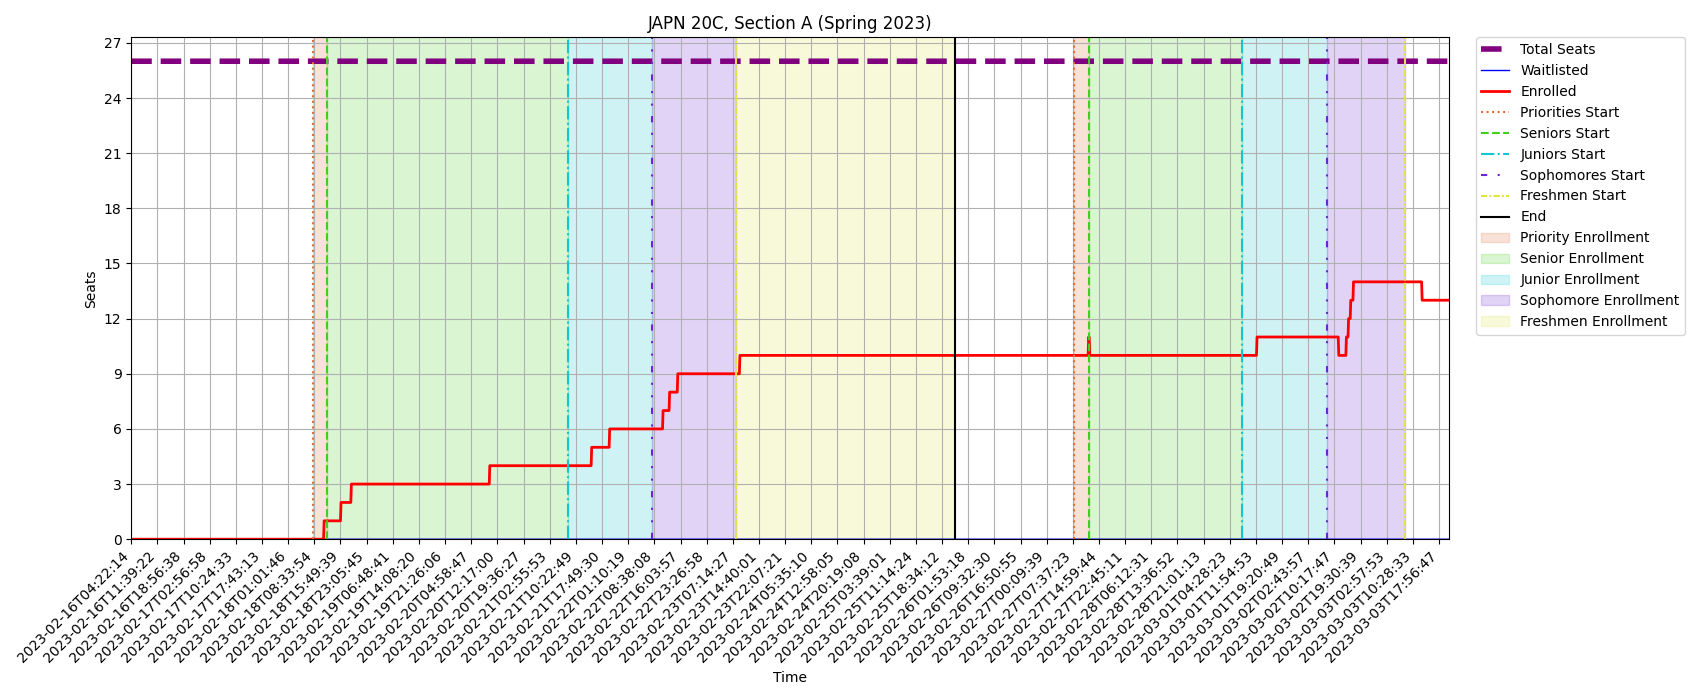 JAPN 20C, Section A (Spring 2023)
27
24
21
18
15
12
9
6
3
0
Seats
2023-02-16T04:22:14
2023-02-16T11:39:22
2023-02-16T18:56:38
2023-02-17T02:56:58
2023-02-17T10:24:33
2023-02-17T17:43:13
2023-02-18T01:01:46
2023-02-18T08:33:54
2023-02-18T15:49:39
2023-02-18T23:05:45
2023-02-19T06:48:41
2023-02-19T14:08:20
2023-02-19T21:26:06
2023-02-20T04:58:47
2023-02-20T12:17:00
2023-02-20T19:36:27
2023-02-21T02:55:53
2023-02-21T10:22:49
2023-02-21T17:49:30
2023-02-22T01:10:19
2023-02-22T08:38:08
2023-02-22T16:03:57
2023-02-22T23:26:58
2023-02-23T07:14:27
2023-02-23T14:40:01
2023-02-23T22:07:21
2023-02-24T05:35:10
2023-02-24T12:58:05
2023-02-24T20:19:08
2023-02-25T03:39:01
2023-02-25T11:14:24
2023-02-25T18:34:12
2023-02-26T01:53:18
2023-02-26T09:32:30
2023-02-26T16:50:55
2023-02-27T00:09:39
2023-02-27T07:37:23
2023-02-27T14:59:44
2023-02-27T22:45:11
2023-02-28T06:12:31
2023-02-28T13:36:52
2023-02-28T21:01:13
2023-03-01T04:28:23
2023-03-01T11:54:53
2023-03-01T19:20:49
2023-03-02T02:43:57
2023-03-02T10:17:47
2023-03-02T19:30:39
2023-03-03T02:57:53
2023-03-03T10:28:33
2023-03-03T17:56:47
Time
Total Seats
Waitlisted
Enrolled
Priorities Start
Seniors Start
Juniors Start
Sophomores Start
Freshmen Start
End
Priority Enrollment
Senior Enrollment
Junior Enrollment
Sophomore Enrollment
Freshmen Enrollment